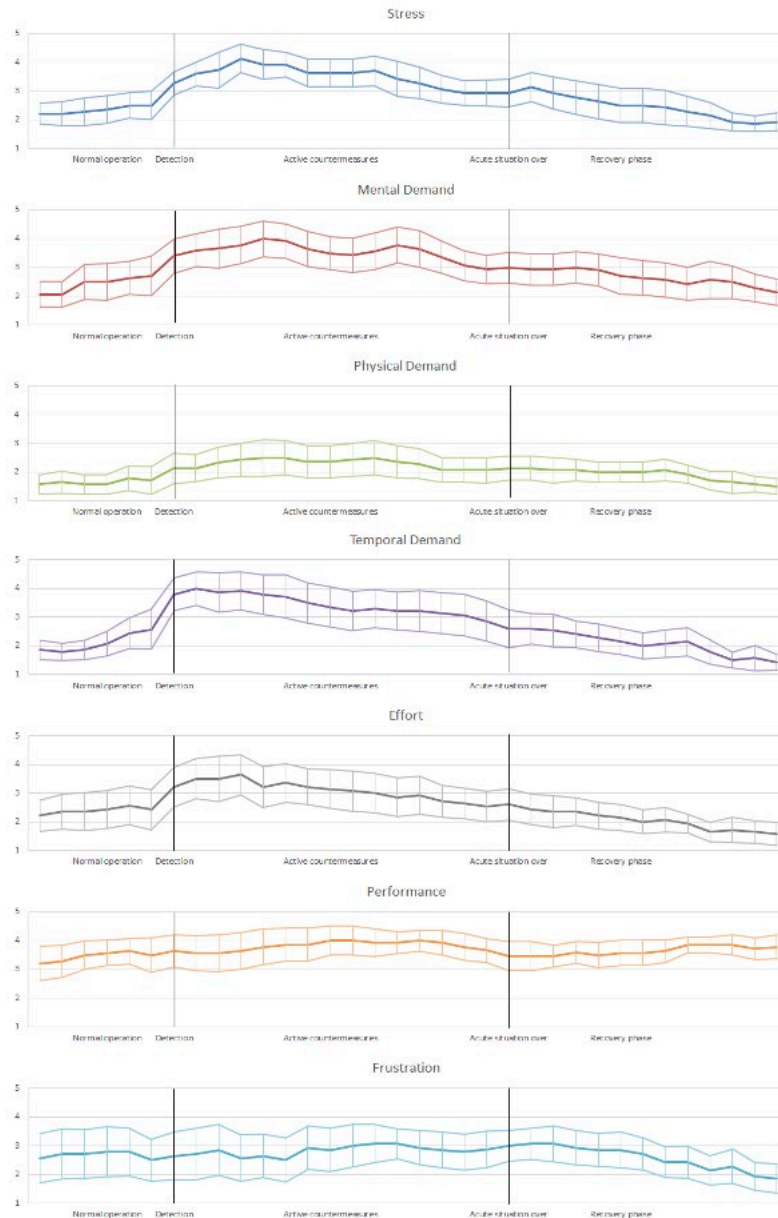 Stress
5
4
3
2
1
Normal operation Detection Active countermeasures Acute situation over Recovery phase
Mental Demand
5
4
3
2
1
Normal operation Detection Active countermeasures Acute situation over Recovery phase
Physical Demand
5
4
3
2
1
Normal operation Detection Active countermeasures Acute situation over Recovery phase
Temporal Demand
5
4
3
2
1
Normal operation Detection Active countermeasures Acute situation over Recovery phase
Effort
5
4
3
2
1
Normal operation Detection Active countermeasures Acute situation over Recovery phase
Performance
5
4
3
2
1
Normal operation Detection Active countermeasures Acute situation over Recovery phase
Frustration
5
4
3
2
1
Normal operation Detection Active countermeasures Acute situation over Recovery phase